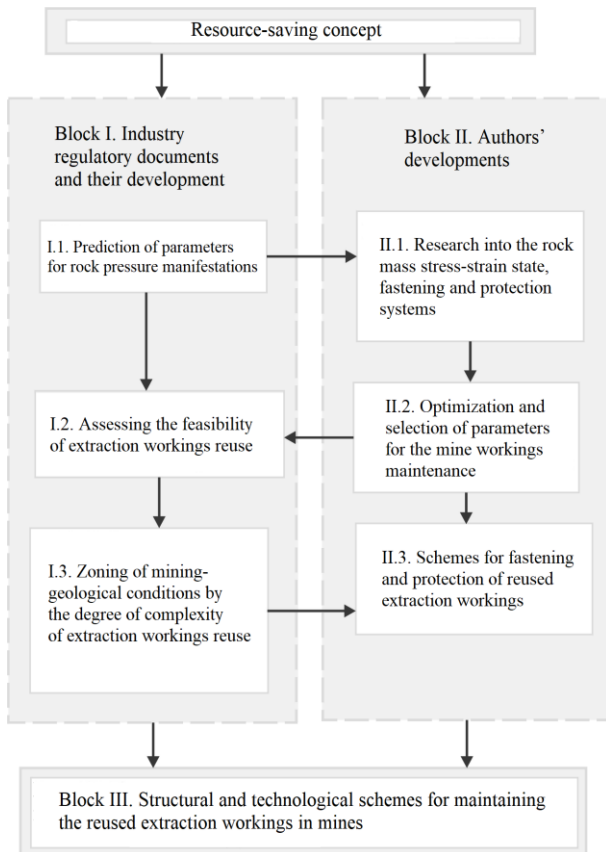 Resource-saving concept
Block I. Industry
regulatory documents
and their development
I.1. Prediction of parameters
for rock pressure manifestations
I.2. Assessing the feasibility
of extraction workings reuse
I.3. Zoning of mining-
geological conditions by
the degree of complexity
of extraction workings reuse
Block II. Authors’
developments
II.1. Research into the rock
mass stress-strain state,
fastening and protection
systems
II.2. Optimization and
selection of parameters
for the mine workings
maintenance
II.3. Schemes for fastening
and protection of reused
extraction workings
Block III. Structural and technological schemes for maintaining
the reused extraction workings in mines